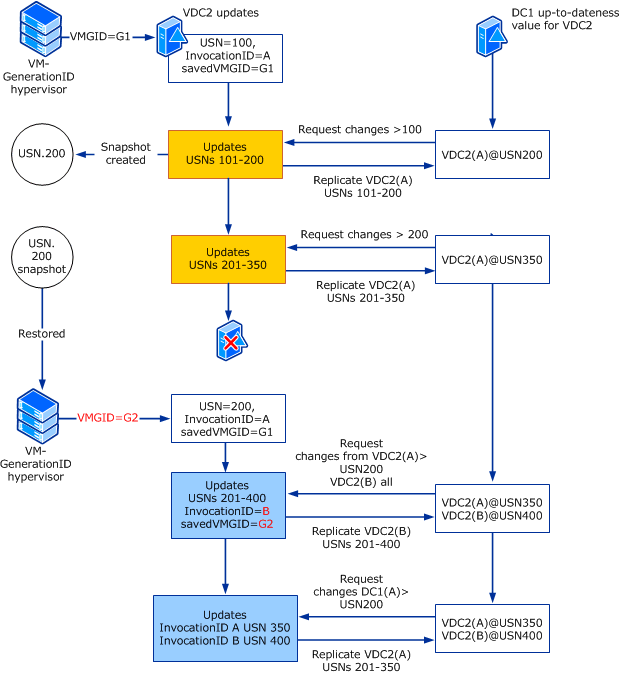 VMGID=G1
VDC2 updates
DC1 up-to-dateness
value for VDC2
VM-
GenerationID
hypervisor
USN=100,
InvocationID=A
savedVMGID=G1
Request changes >100
USN.200
Snapshot
created
Updates
USNs 101-200
VDC2(A)@USN200
Replicate VDC2(A)
USNs 101-200
USN.
200
snapshot
Request changes > 200
Updates
USNs 201-350
VDC2(A)@USN350
Replicate VDC2(A)
USNs 201-350
Restored
VMGID=G2
USN=200,
InvocationID=A
savedVMGID=G1
VM-
GenerationID
hypervisor
Request
changes from VDC2(A)>
USN200
VDC2(B) all
Updates
USNs 201-400
InvocationID=B
savedVMGID=G2
VDC2(A)@USN350
VDC2(B)@USN400
Replicate VDC2(B)
USNs 201-400
Request
changes DC1(A)>
USN200
Updates
InvocationID A USN 350
InvocationID B USN 400
VDC2(A)@USN350
VDC2(B)@USN400
Replicate VDC2(A)
USNs 201-350